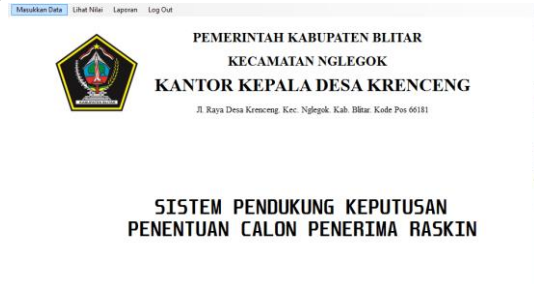 Masukkan Data Lihat Nilai Laporan Log Out
PEMERINTAH KABUPATEN BLITAR
KECAMATAN NGLEGOK
KANTOR KEPALA DESA KRENCENG
Jl. Raya Desa Krenceng. Kec. Nglegok. Kab. Blitar. Kode Pos 66181
SISTEM PENDUKUNG KEPUTUSAN
PENENTUAN CALON PENERIMA RASKIN